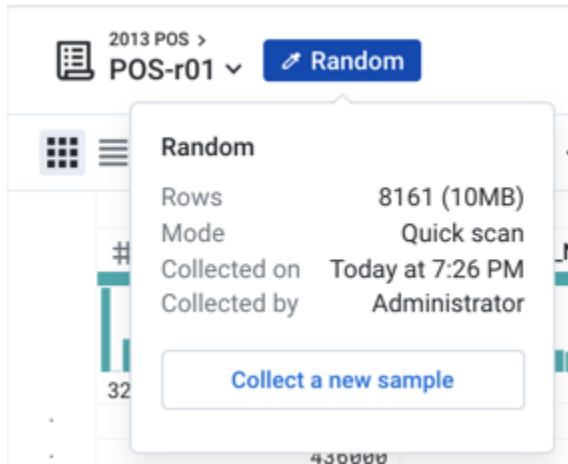 2013 POS >
POS-r01
Random
Random
Rows 8161 (10MB)
Mode Quick scan
Collected on Today at 7:26 PM
Collected by Administrator
Collect a new sample
#
32
436000